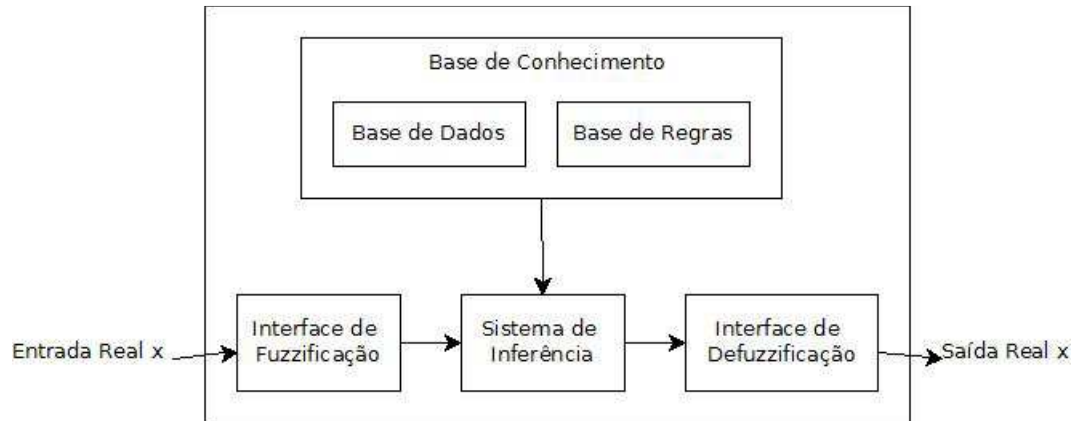 Base de Conhecimento
Base de Dados
Base de Regras
Entrada Real x
Interface de
Fuzzificação
Sistema de
Inferência
Interface de
Defuzzificação
Saída Real x